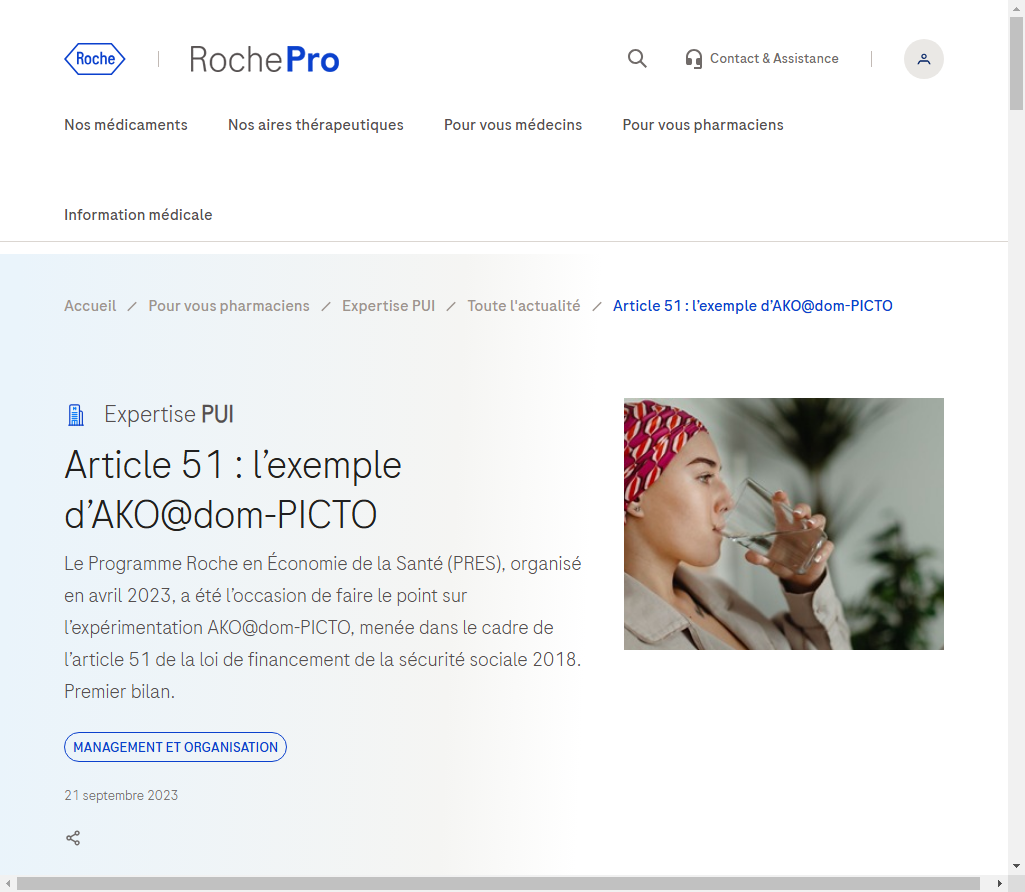 Roche
RochePro
Contact & Assistance
Nos médicaments
Nos aires thérapeutiques
Pour vous médecins
Pour vous pharmaciens
Information médicale
Accueil / Pour vous pharmaciens / Expertise PUI / Toute l'actualité / Article 51 : l’exemple d’AKO@dom-PICTO
Expertise PUI
Article 51 : l’exemple
d’AKO@dom-PICTO
Le Programme Roche en Économie de la Santé (PRES), organisé
en avril 2023, a été l’occasion de faire le point sur
l’expérimentation AKO@dom-PICTO, menée dans le cadre de
l’article 51 de la loi de financement de la sécurité sociale 2018.
Premier bilan.
MANAGEMENT ET ORGANISATION
21 septembre 2023